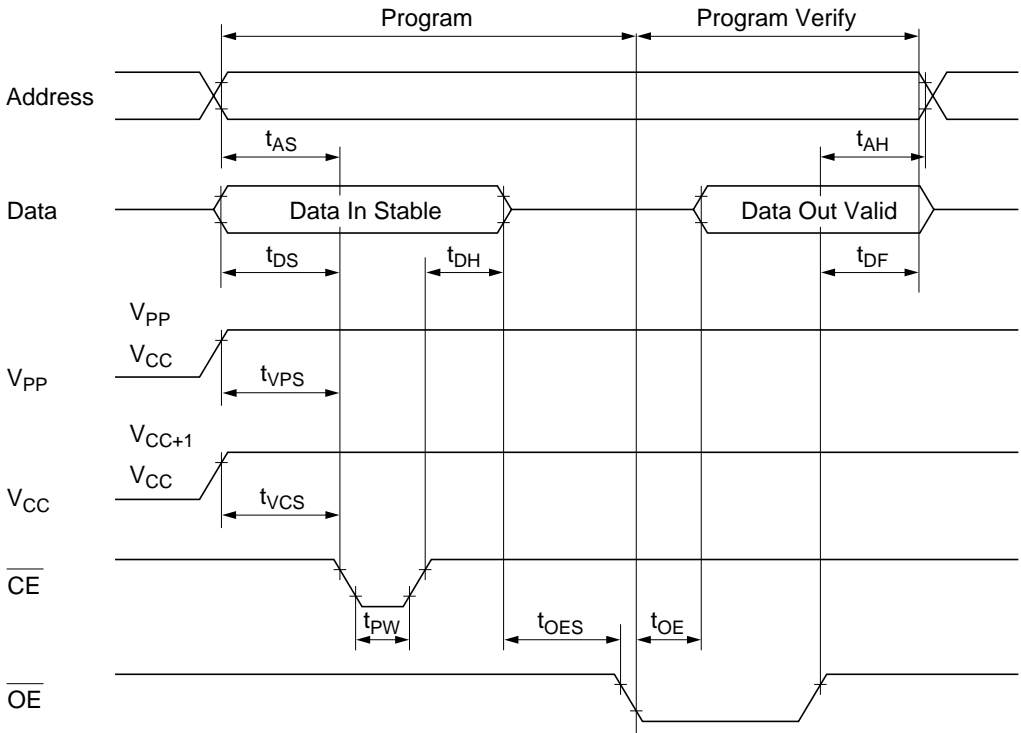 Program Program Verify
Address
tAS tAH
Data Data In Stable Data Out Valid
tDS tDH tDF
VPP
VCC
VPP
tVPS
VCC+1
VCC
VCC
tVCS
CE
tPW tOES tOE
OE